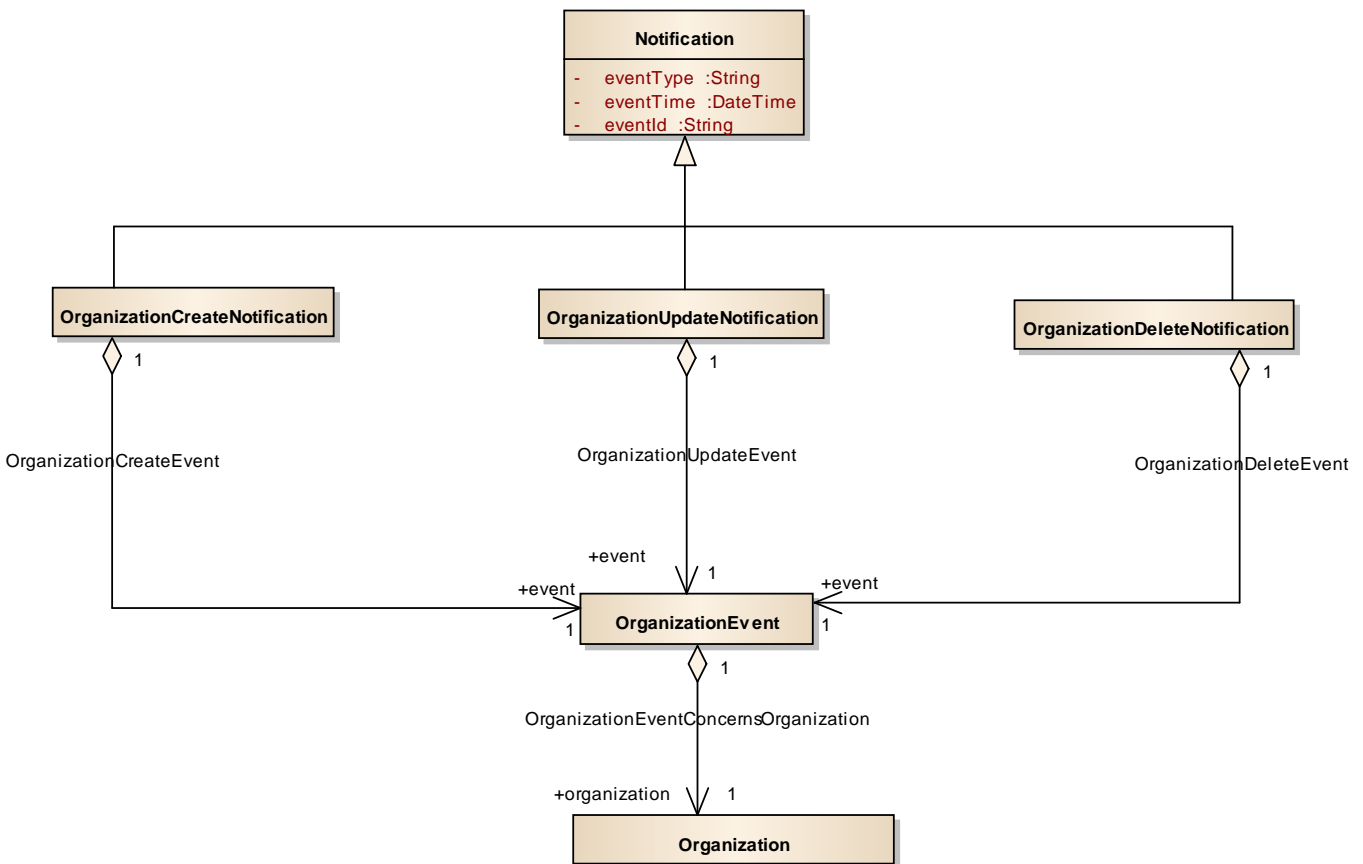 Notification
- eventType :String
- eventTime :DateTime
- eventId :String
OrganizationCreateNotification
OrganizationUpdateNotification
OrganizationDeleteNotification
1
1
1
OrganizationCreateEvent
OrganizationUpdateEvent
OrganizationDeleteEvent
+event
1
+event
1
+event
1
OrganizationEvent
1
OrganizationEventConcernsOrganization
+organization
1
Organization